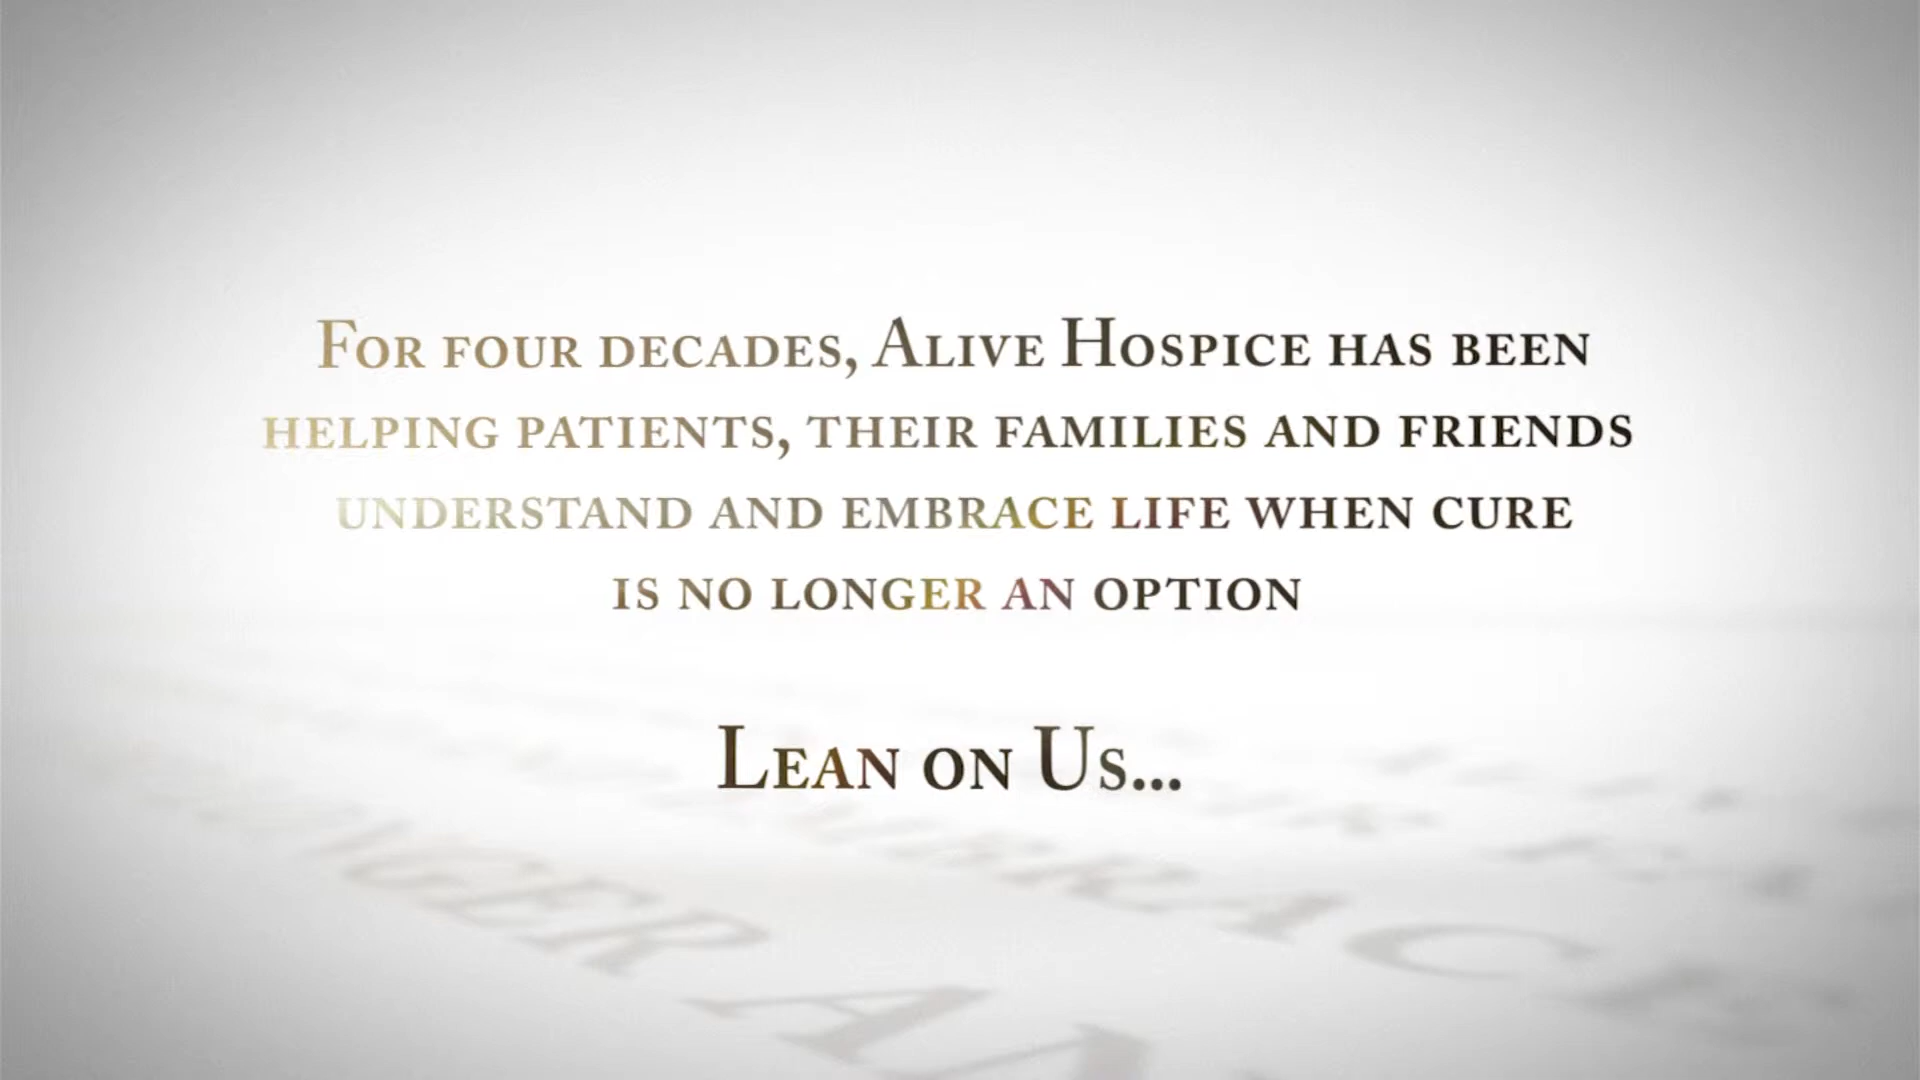 For four decades, Alive Hospice has been
helping patients, their families and friends
understand and embrace life when cure
is no longer an option
Lean on Us...